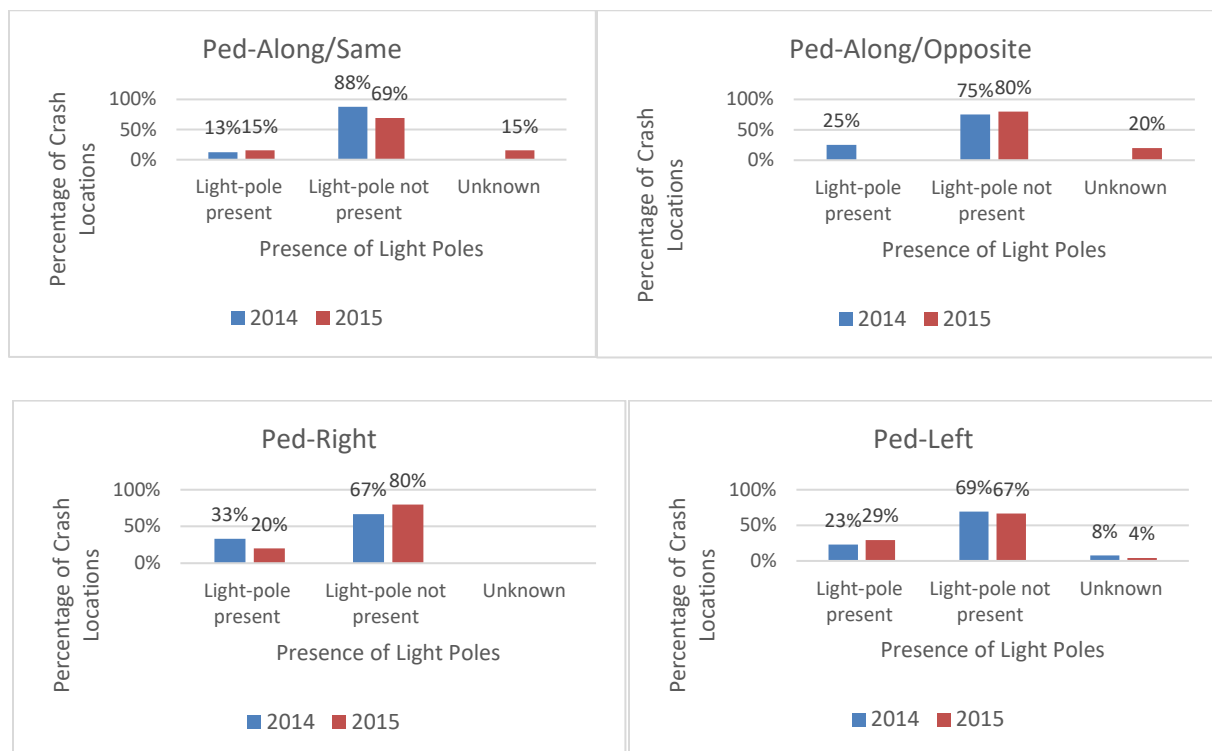 Ped-Along/Same
Percentage of Crash
Locations
100%
50%
0%
13%
15%
88%
69%
15%
Light-pole
present
Light-pole not
present
Unknown
Presence of Light Poles
2014
2015
Ped-Along/Opposite
Percentage of Crash
Locations
100%
50%
0%
25%
75%
80%
20%
Light-pole
present
Light-pole not
present
Unknown
Presence of Light Poles
2014
2015
Ped-Right
Percentage of Crash
Locations
100%
50%
0%
33%
20%
67%
80%
Light-pole
present
Light-pole not
present
Unknown
Presence of Light Poles
2014
2015
Ped-Left
Percentage of Crash
Locations
100%
50%
0%
23%
29%
69%
67%
8%
4%
Light-pole
present
Light-pole not
present
Unknown
Presence of Light Poles
2014
2015